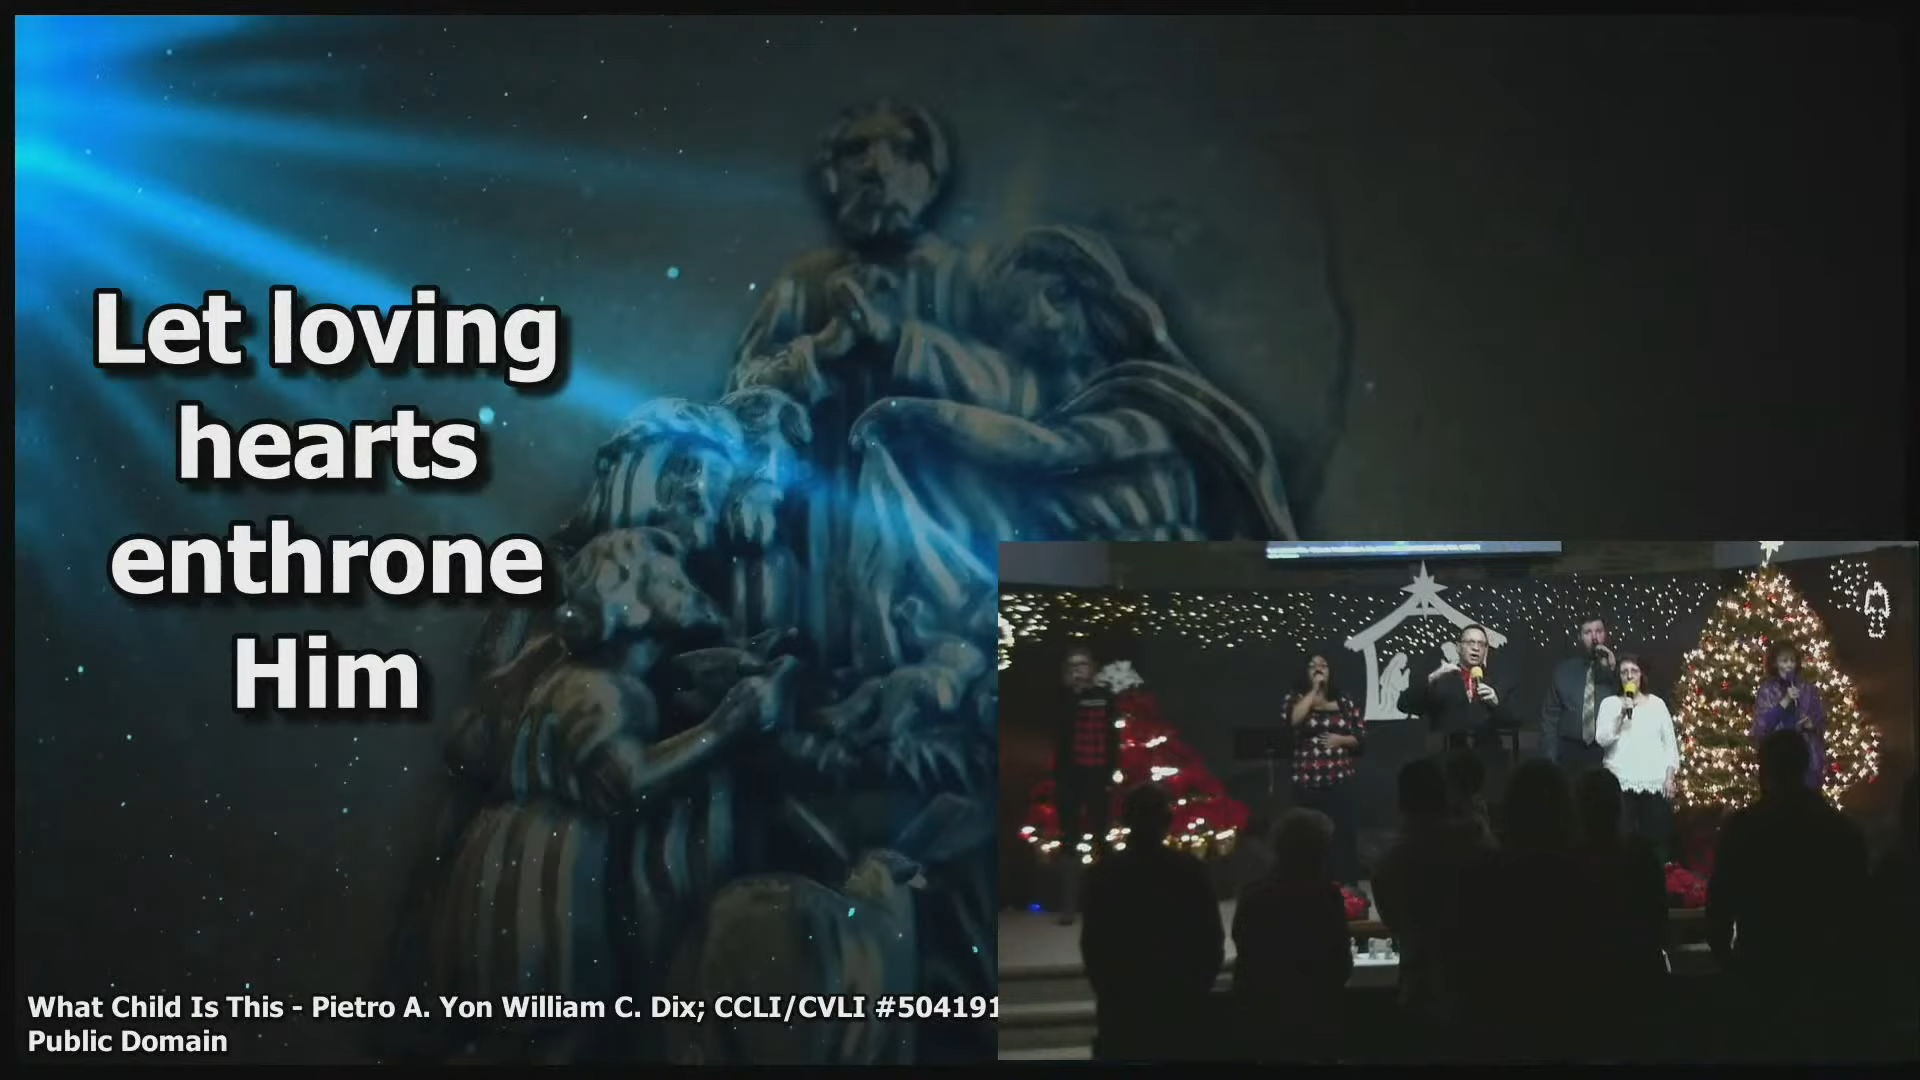 Let loving
hearts
enthrone
Him
What Child Is This - Pietro A. Yon William C. Dix; CCLI/CVLI #504191
Public Domain